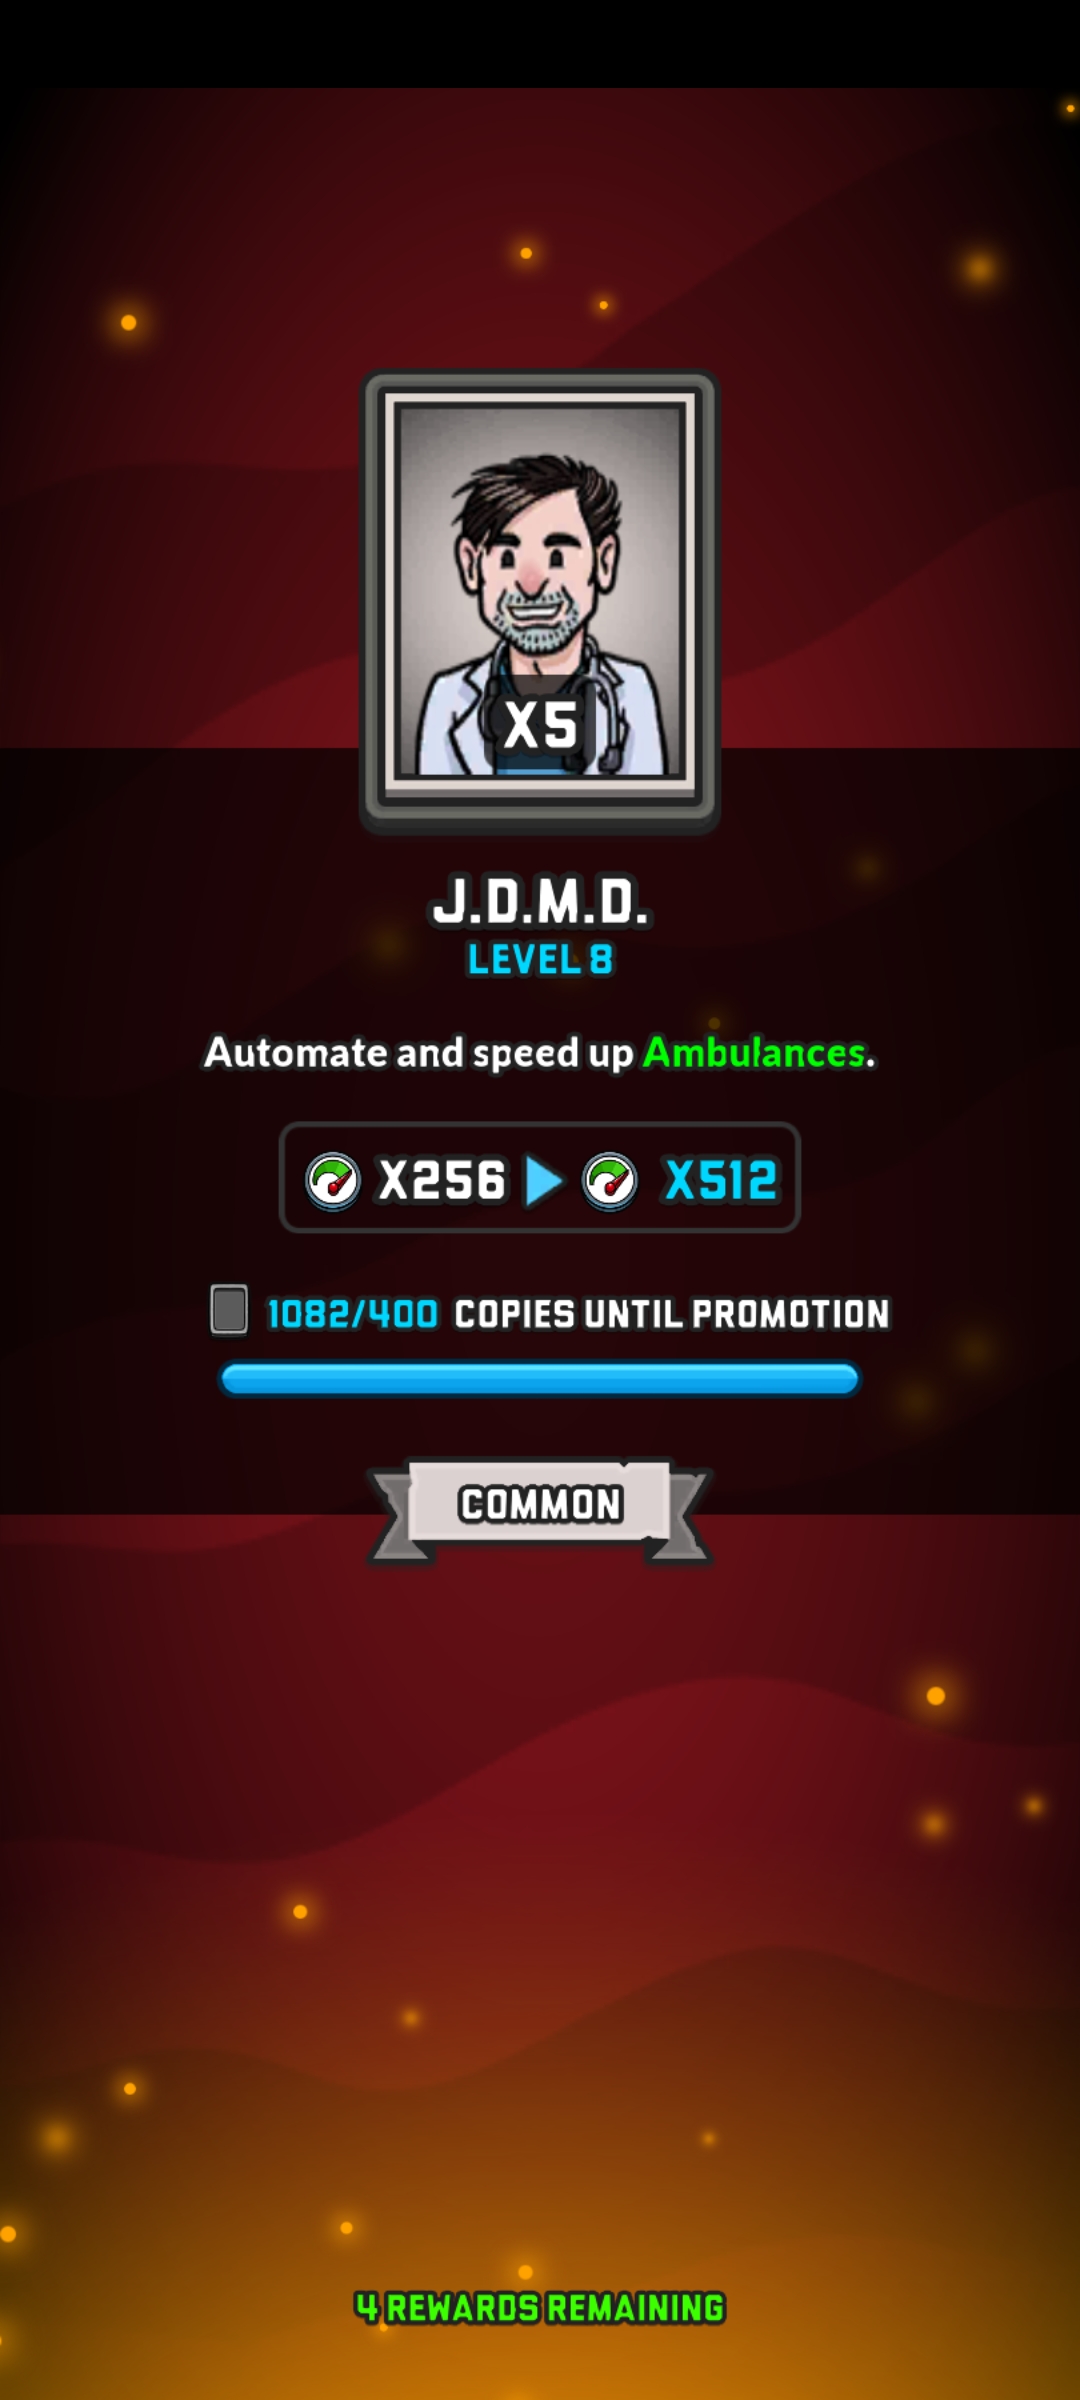 X5
J.D.M.D.
LEVEL 8
Automate and speed up Ambulances.
X256 X512
1082/400 COPIES UNTIL PROMOTION
COMMON
4 REWARDS REMAINING